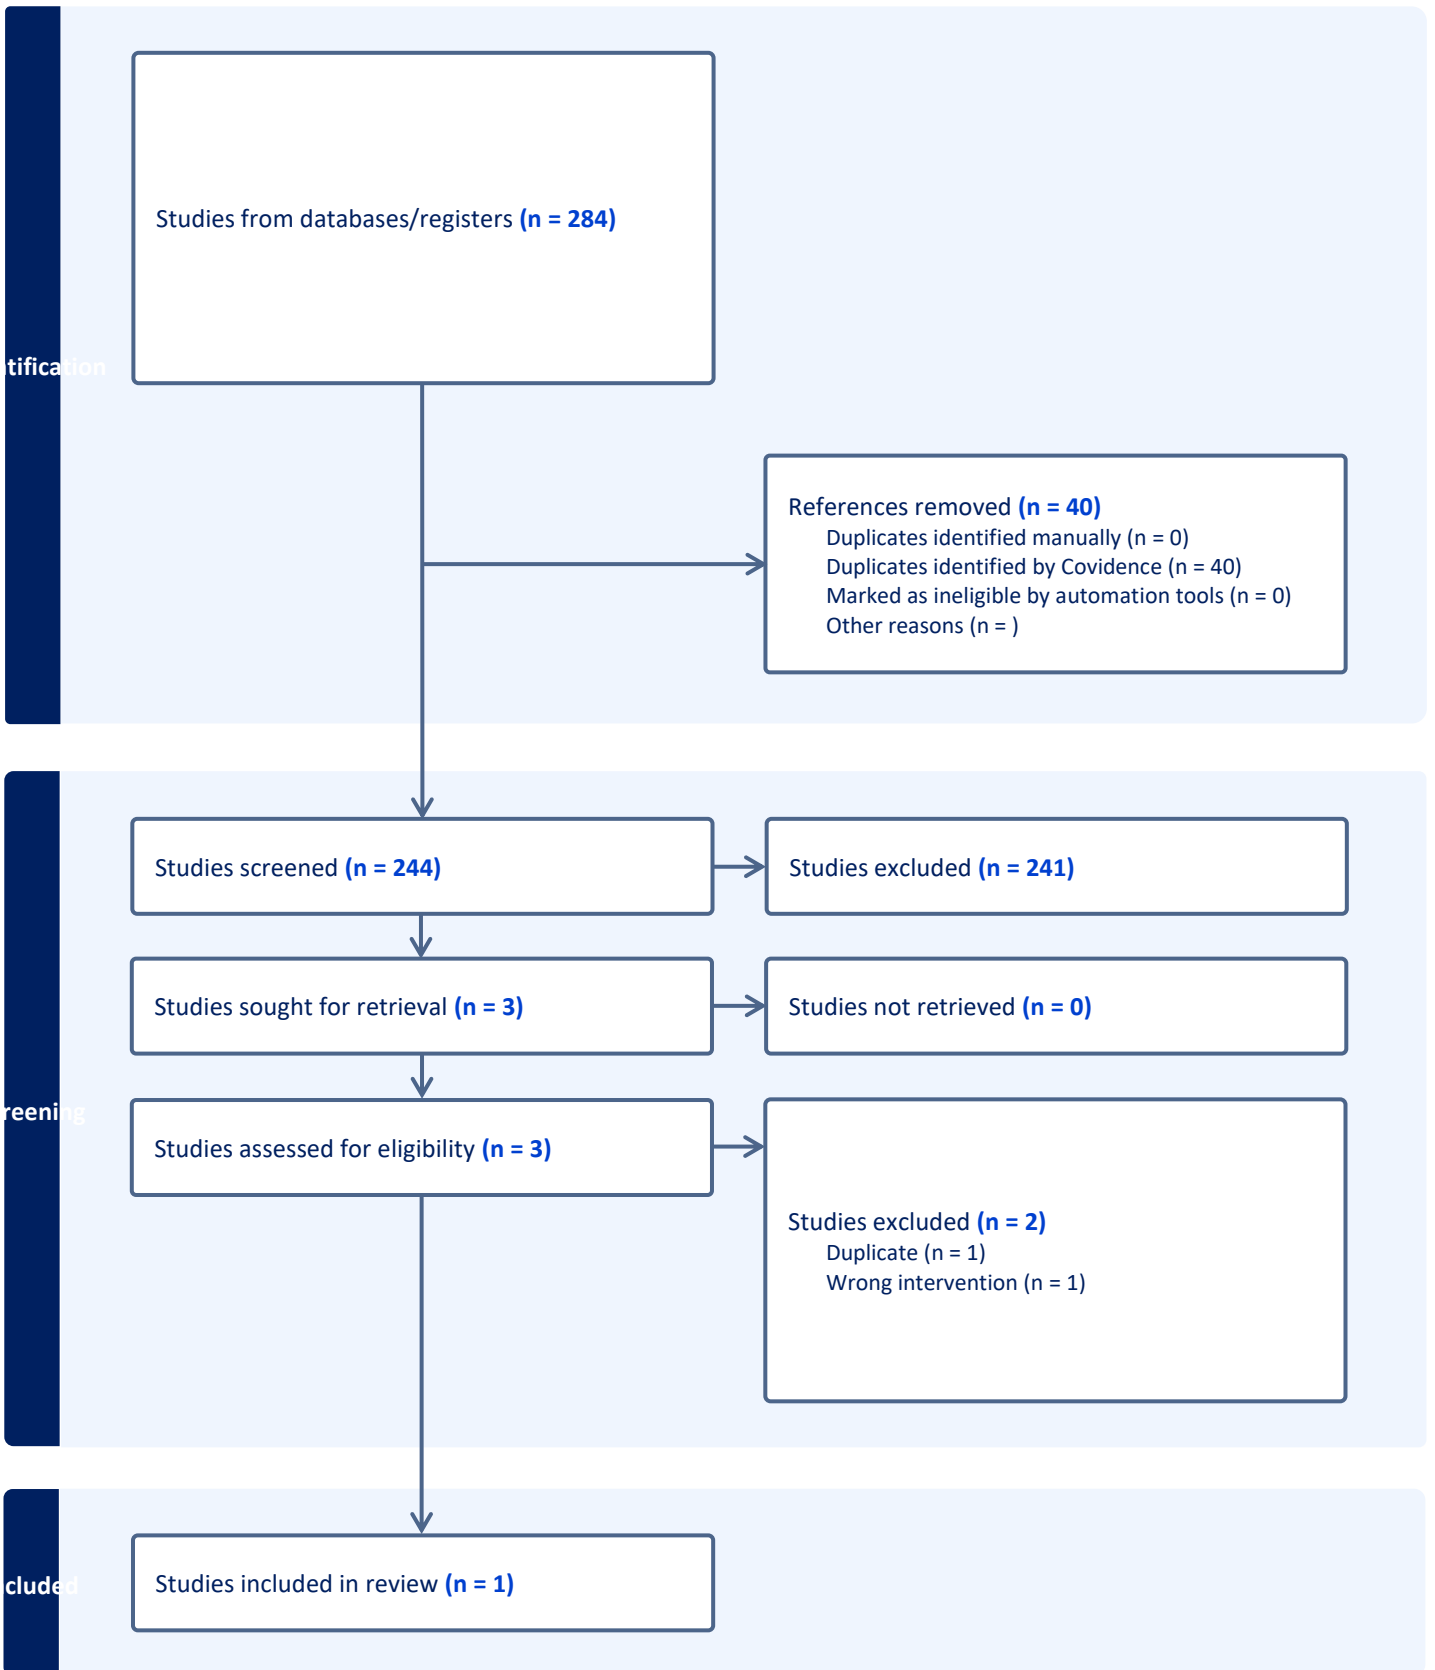 Studies from databases/registers (n = 284)
tification
References removed (n = 40)
Duplicates identified manually (n = 0)
Duplicates identified by Covidence (n = 40)
Marked as ineligible by automation tools (n = 0)
Other reasons (n = )
Studies screened (n = 244)
Studies excluded (n = 241)
Studies sought for retrieval (n = 3)
Studies not retrieved (n = 0)
reening
Studies assessed for eligibility (n = 3)
Studies excluded (n = 2)
Duplicate (n = 1)
Wrong intervention (n = 1)
cluded
Studies included in review (n = 1)